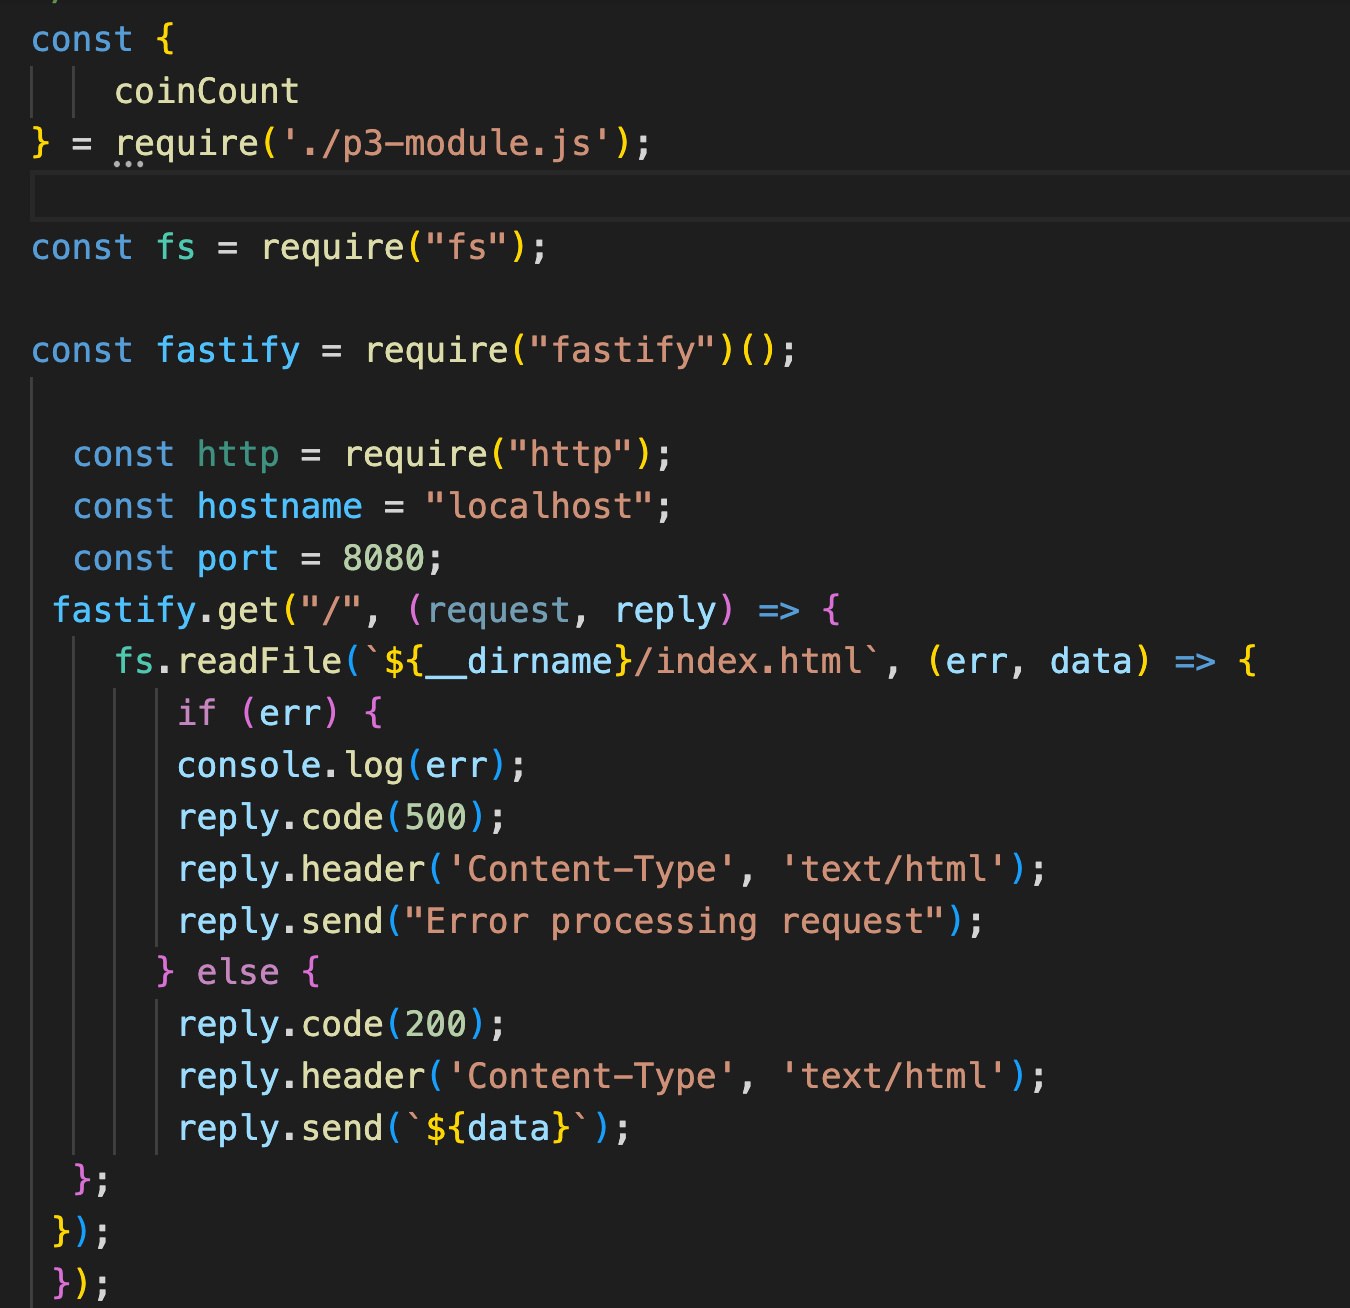 const {
    coinCount
} = require('./p3-module.js');

const fs = require("fs");

const fastify = require("fastify")();

  const http = require("http");
  const hostname = "localhost";
  const port = 8080;
 fastify.get("/", (request, reply) => {
    fs.readFile(`${__dirname}/index.html`, (err, data) => {
       if (err) {
       console.log(err);
       reply.code(500);
       reply.header('Content-Type', 'text/html');
       reply.send("Error processing request");
      } else {
       reply.code(200);
       reply.header('Content-Type', 'text/html');
       reply.send(`${data}`);
  };
 });
 });